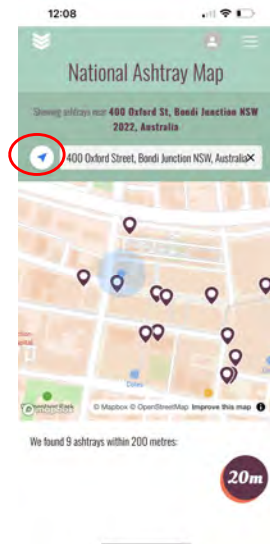 12:08
National Ashtray Map
Showing ashtrays near 400 Oxford St, Bondi Junction NSW
2022, Australia
400 Oxford Street, Bondi Junction NSW, Australia
mapbox
© Mapbox © OpenStreetMap Improve this map
We found 9 ashtrays within 200 metres:
20m